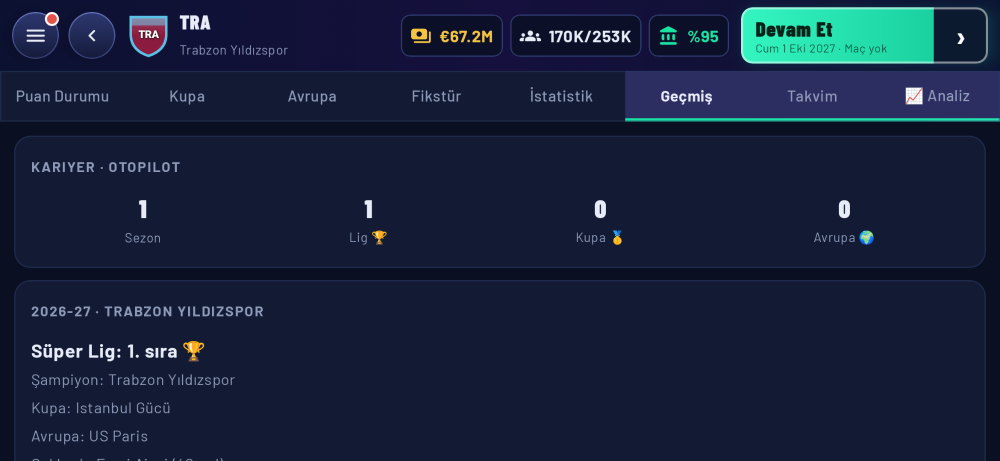 TRA
TRA
Trabzon Yıldızspor
€67.2M
170K/253K
%95
Devam Et
Cum 1 Eki 2027 · Maç yok
Puan Durumu
Kupa
Avrupa
Fikstür
İstatistik
Geçmiş
Takvim
📈 Analiz
KARIYER · OTOPILOT
1
Sezon
1
Lig 🏆
0
Kupa 🥇
0
Avrupa 🌍
2026-27 · TRABZON YILDIZSPOR
Süper Lig: 1. sıra 🏆
Şampiyon: Trabzon Yıldızspor
Kupa: Istanbul Gücü
Avrupa: US Paris